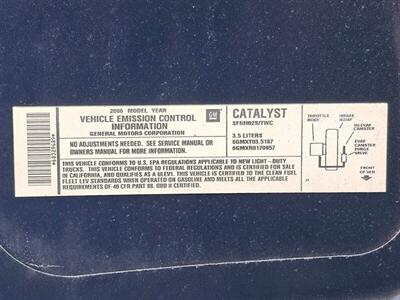 2006 MODEL YEAR
VEHICLE EMISSION CONTROL
INFORMATION
GENERAL MOTORS CORPORATION
GM
NO ADJUSTMENTS NEEDED. SEE SERVICE MANUAL OR
OWNERS MANUAL FOR MORE INFORMATION.
THIS VEHICLE CONFORMS TO U.S. EPA REGULATIONS APPLICABLE TO NEW LIGHT-DUTY
TRUCKS. THIS VEHICLE CONFORMS TO FEDERAL REGULATIONS AND IS CERTIFIED FOR SALE
IN CALIFORNIA, AND QUALIFIES AS A ULEV1. THIS VEHICLE IS CERTIFIED TO THE CLEAN FUEL
FLEET LEV STANDARDS WHEN OPERATED ON GASOLINE AND MEETS ALL THE APPLICABLE
REQUIREMENTS OF 40 CFR PART 88. OBD II CERTIFIED.
CATALYST
3.5 LITERS
6GMXT03.5187
6GMXR0170957
THROTTLE
BODY
INTAKE
MANIF
TO EVAP
CANISTER
EVAP
CANISTER
PURGE
VALVE
FRONT
OF VEH